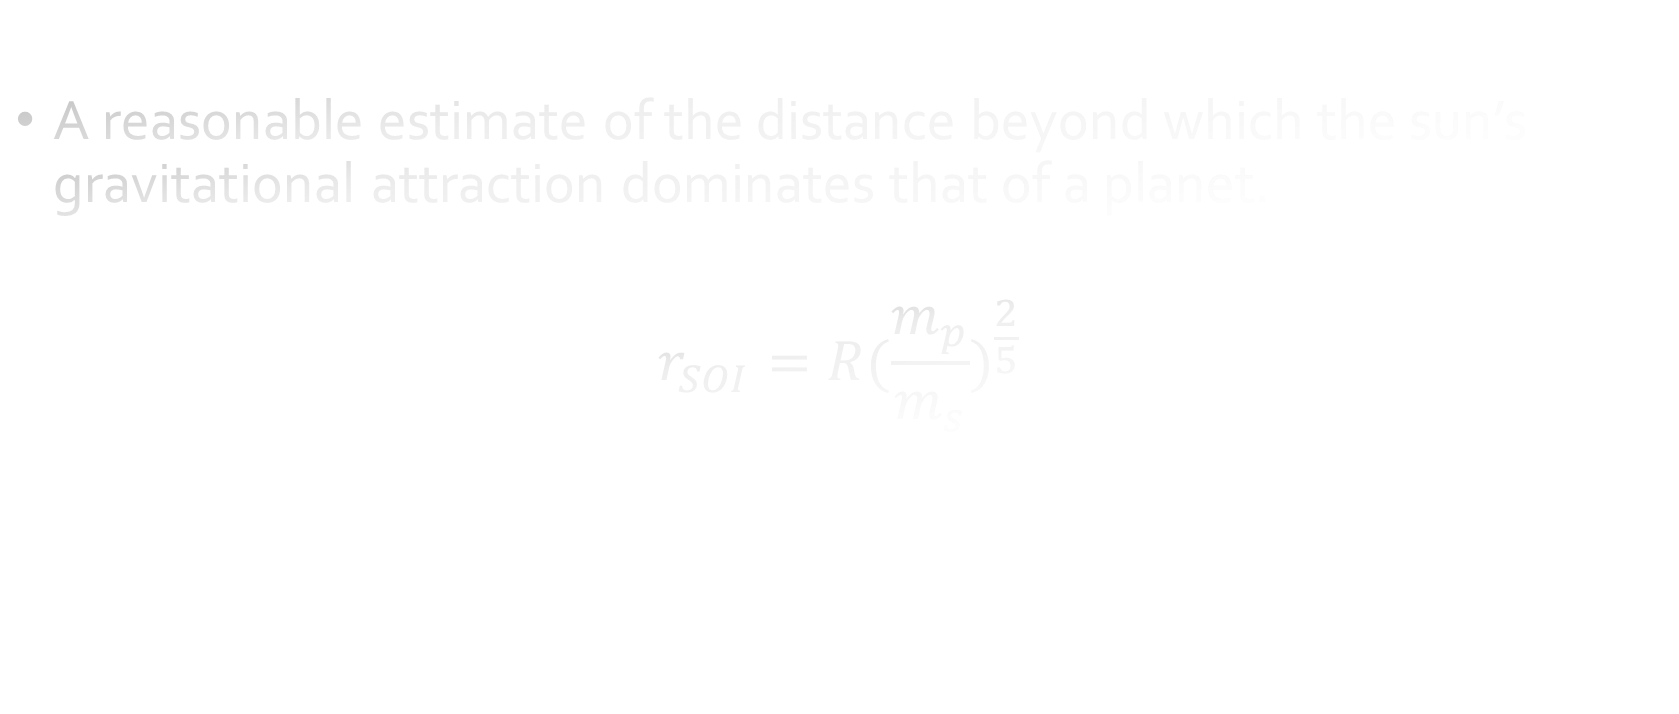 • A reasonable estimate of the distance beyond which the sun's
gravitational attraction dominates that of a planet.
r_SOI = R(m_p/m_s)^(2/5)